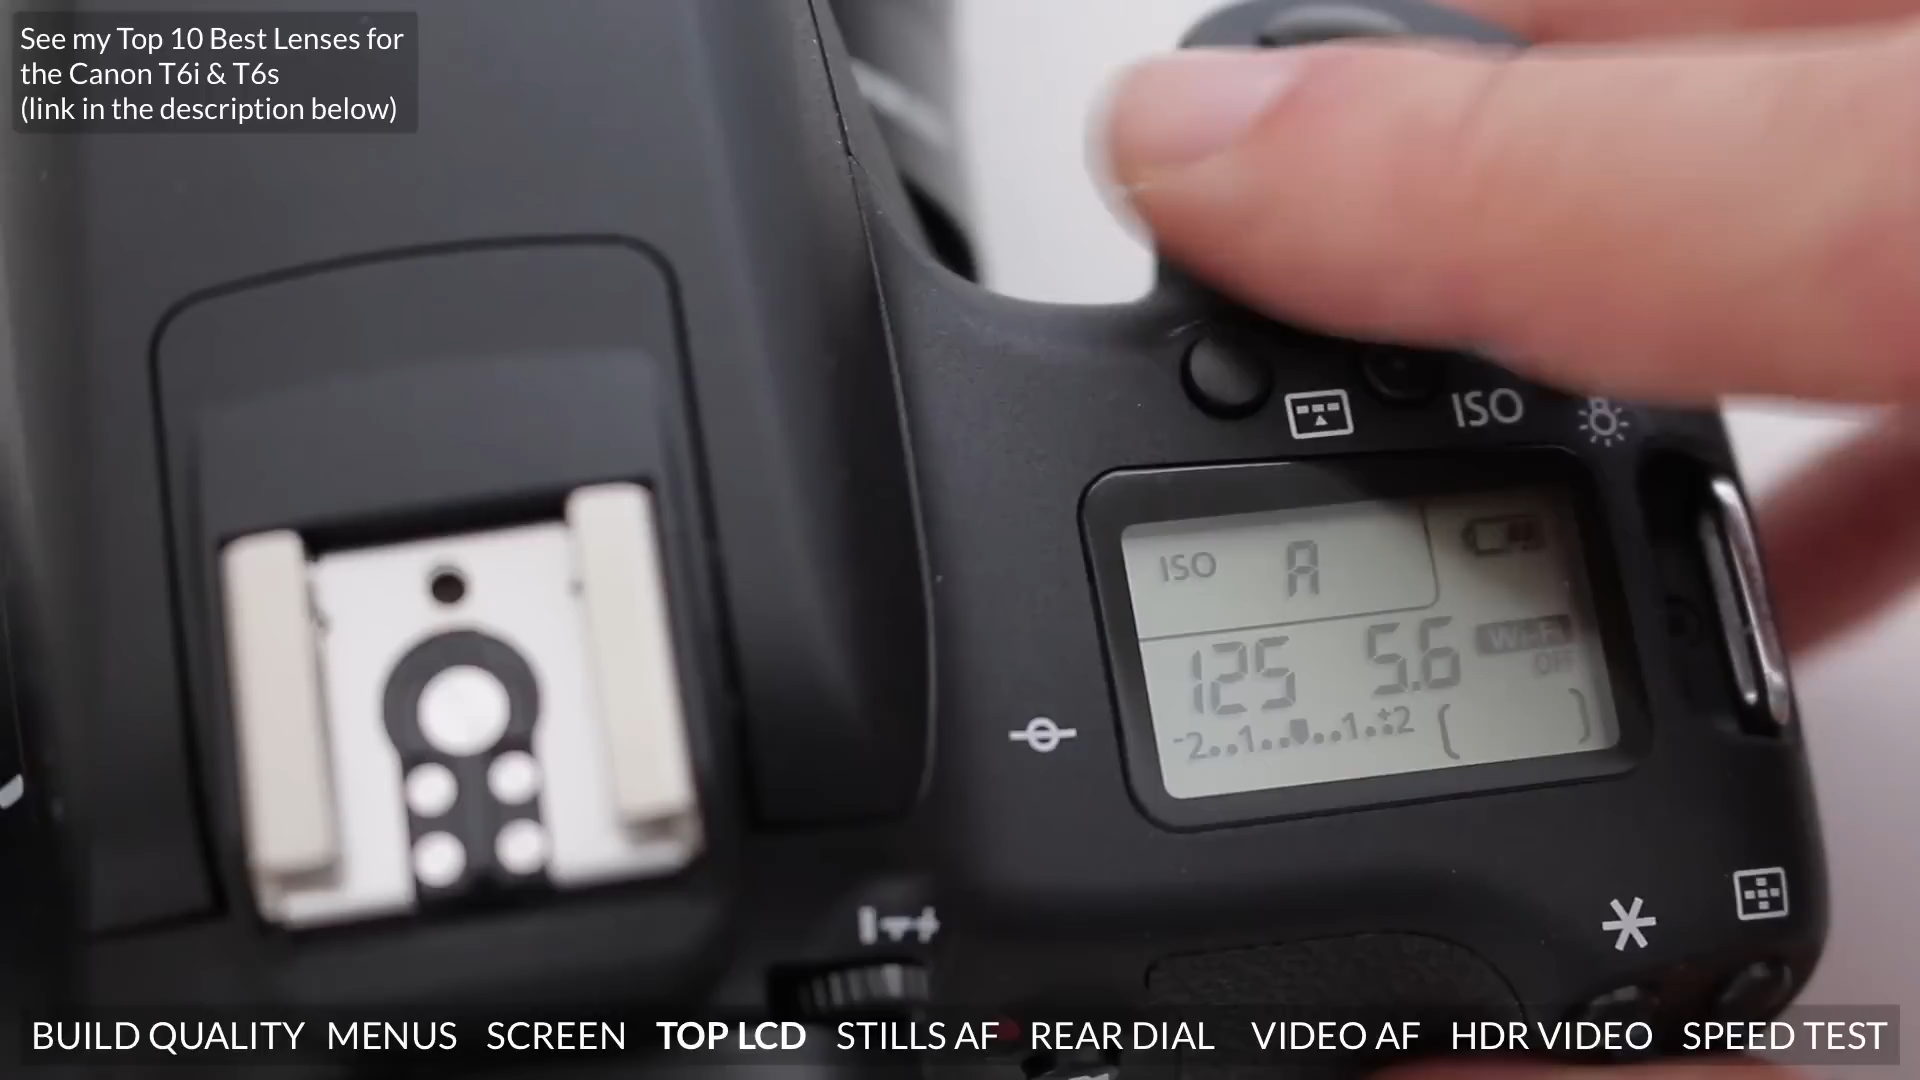 See my Top 10 Best Lenses for
the Canon T6i & T6s
(link in the description below)
ISO
ISO A
125 5.6 Wi-Fi
OFF
-2..1..▼..1..+2 ( )
BUILD QUALITY MENUS SCREEN TOP LCD STILLS AF REAR DIAL VIDEO AF HDR VIDEO SPEED TEST